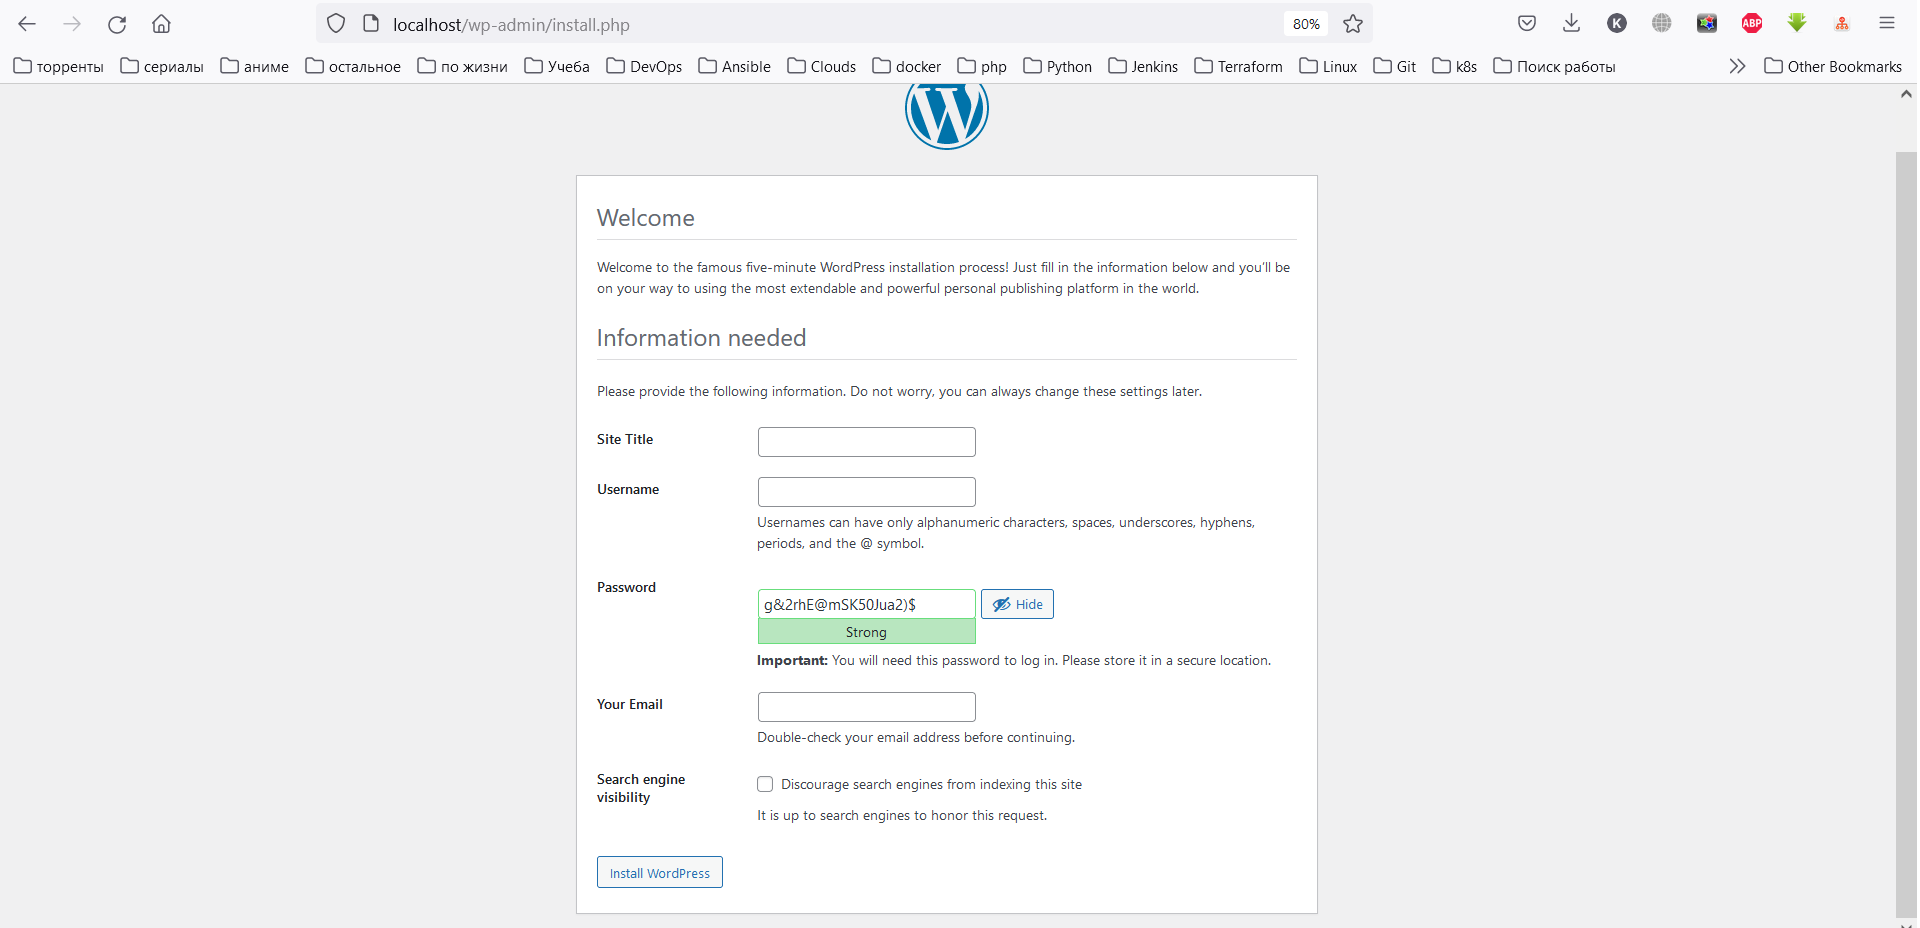 localhost/wp-admin/install.php 80% K ABP
торренты сериалы аниме остальное по жизни Учеба DevOps Ansible Clouds docker php Python Jenkins Terraform Linux Git k8s Поиск работы Other Bookmarks
W
Welcome
Welcome to the famous five-minute WordPress installation process! Just fill in the information below and you’ll be
on your way to using the most extendable and powerful personal publishing platform in the world.
Information needed
Please provide the following information. Do not worry, you can always change these settings later.
Site Title
Username
Usernames can have only alphanumeric characters, spaces, underscores, hyphens,
periods, and the @ symbol.
Password
g&2rhE@mSK50Jua2)$ Hide
Strong
Important: You will need this password to log in. Please store it in a secure location.
Your Email
Double-check your email address before continuing.
Search engine
visibility
Discourage search engines from indexing this site
It is up to search engines to honor this request.
Install WordPress